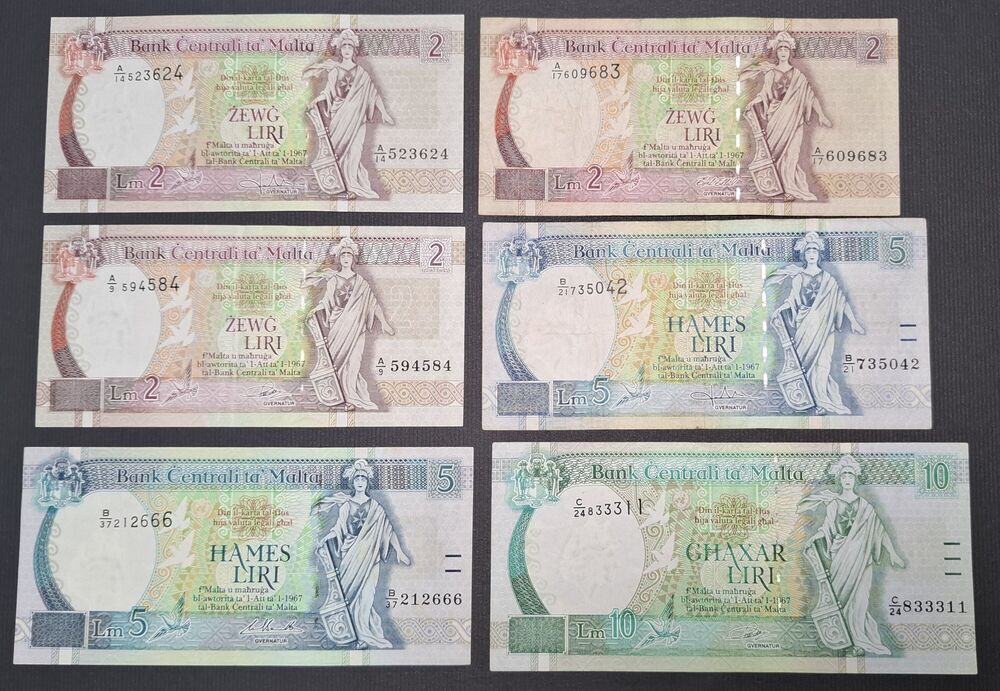 Bank Ċentrali ta' Malta 2
A/14 523624
Din il-karta tal-flus
hija valuta legali għal
ŻEWĠ
LIRI
f'Malta u maħruġa
bl-awtorità ta' l-Att ta' l-1967
tal-Bank Ċentrali ta' Malta
A/14 523624
Lm 2
GVERNATUR
Bank Ċentrali ta' Malta 2
A/17 609683
Din il-karta tal-flus
hija valuta legali għal
ŻEWĠ
LIRI
f'Malta u maħruġa
bl-awtorità ta' l-Att ta' l-1967
tal-Bank Ċentrali ta' Malta
A/17 609683
Lm 2
GVERNATUR
Bank Ċentrali ta' Malta 2
A/9 594584
Din il-karta tal-flus
hija valuta legali għal
ŻEWĠ
LIRI
f'Malta u maħruġa
bl-awtorità ta' l-Att ta' l-1967
tal-Bank Ċentrali ta' Malta
A/9 594584
Lm 2
GVERNATUR
Bank Ċentrali ta' Malta 5
B/21 735042
Din il-karta tal-flus
hija valuta legali għal
ĦAMES
LIRI
f'Malta u maħruġa
bl-awtorità ta' l-Att ta' l-1967
tal-Bank Ċentrali ta' Malta
B/21 735042
Lm 5
GVERNATUR
Bank Ċentrali ta' Malta 5
B/37 212666
Din il-karta tal-flus
hija valuta legali għal
ĦAMES
LIRI
f'Malta u maħruġa
bl-awtorità ta' l-Att ta' l-1967
tal-Bank Ċentrali ta' Malta
B/37 212666
Lm 5
GVERNATUR
Bank Ċentrali ta' Malta 10
C/24 833311
Din il-karta tal-flus
hija valuta legali għal
GĦAXAR
LIRI
f'Malta u maħruġa
bl-awtorità ta' l-Att ta' l-1967
tal-Bank Ċentrali ta' Malta
C/24 833311
Lm 10
GVERNATUR